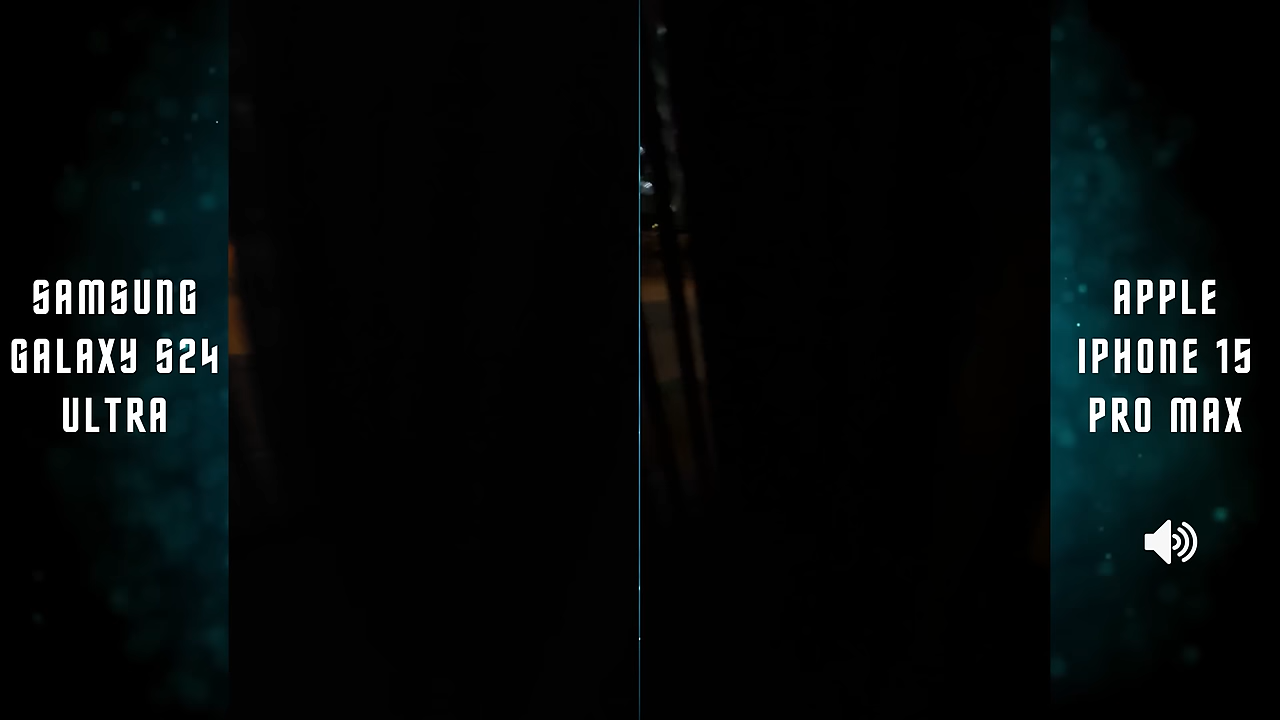 SAMSUNG
GALAXY S24
ULTRA
APPLE
IPHONE 15
PRO MAX